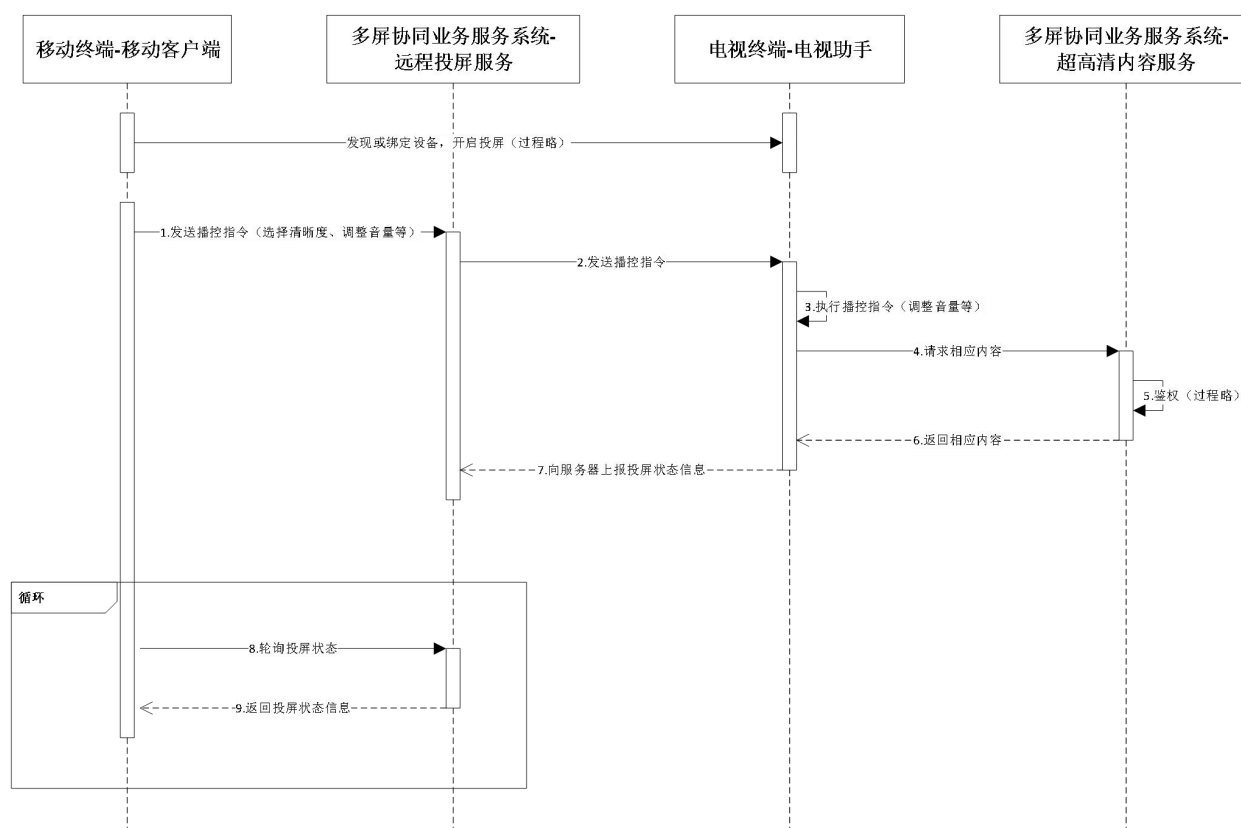 移动终端-移动客户端
多屏协同业务服务系统-
远程投屏服务
电视终端-电视助手
多屏协同业务服务系统-
超高清内容服务
发现或绑定设备，开启投屏（过程略）
1.发送播控指令（选择清晰度、调整音量等）
2.发送播控指令
3.执行播控指令（调整音量等）
4.请求相应内容
5.鉴权（过程略）
6.返回相应内容
7.向服务器上报投屏状态信息
循环
8.轮询投屏状态
9.返回投屏状态信息